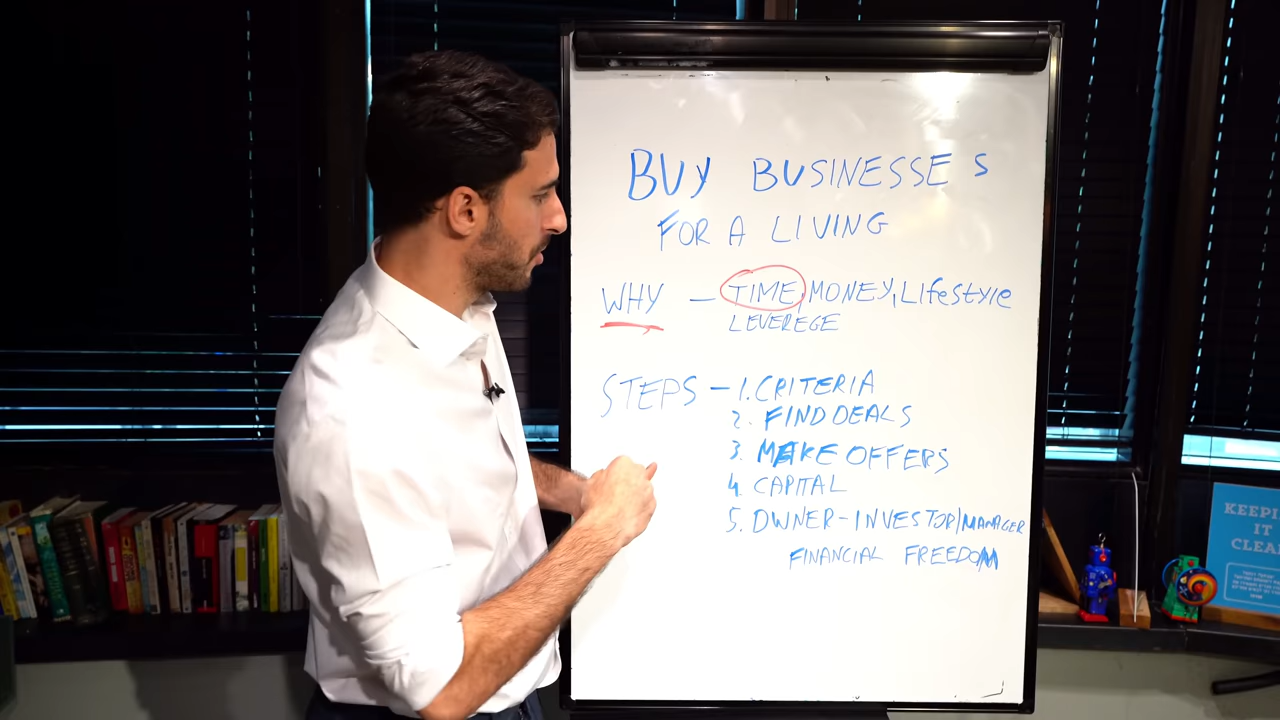 BUY BUSINESSES
FOR A LIVING
WHY – TIME, MONEY, Lifestyle
LEVEREGE
STEPS – 1. CRITERIA
2. FIND DEALS
3. MAKE OFFERS
4. CAPITAL
5. OWNER-INVESTOR/MANAGER
FINANCIAL FREEDOM
KEEPI
IT
CLEA